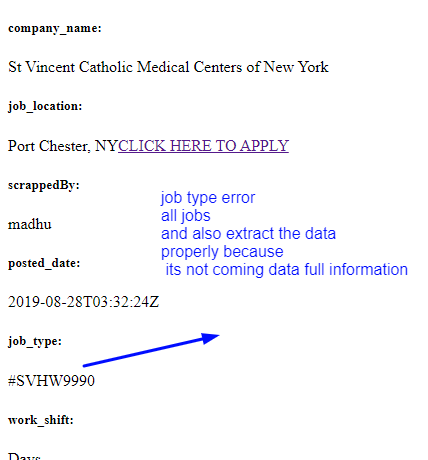 company_name:
St Vincent Catholic Medical Centers of New York
job_location:
Port Chester, NYCLICK HERE TO APPLY
scrappedBy:
job type error
all jobs
and also extract the data
properly because
its not coming data full information
madhu
posted_date:
2019-08-28T03:32:24Z
job_type:
#SVHW9990
work_shift:
Days